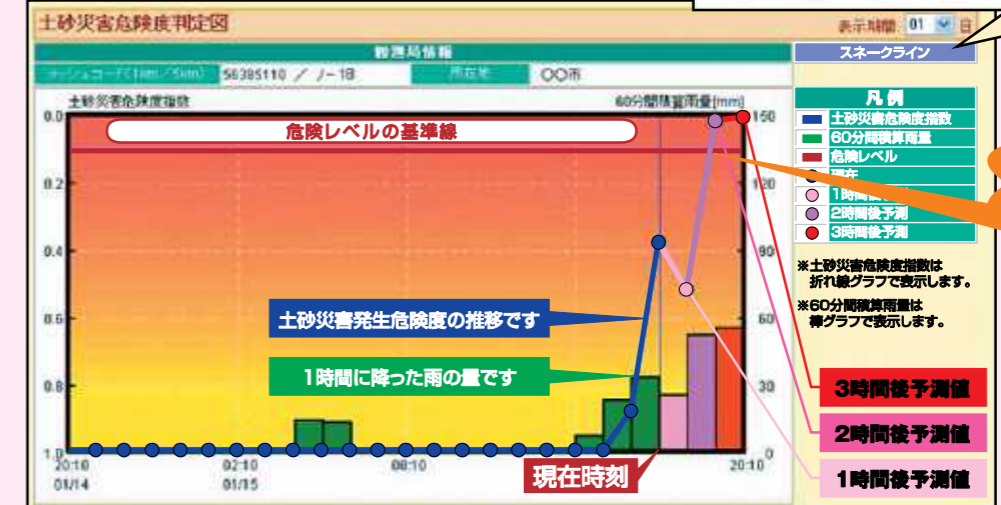 土砂災害危険度判定図
表示期間 01 日
観測局情報
スネークライン
メッシュコード(1km/5km) 56385110 / J-18 所在地 〇〇市
土砂災害危険度指数
60分間積算雨量[mm]
凡例
土砂災害危険度指数
60分間積算雨量
危険レベル
現在
1時間後予測
2時間後予測
3時間後予測
※土砂災害危険度指数は
折れ線グラフで表示します。
※60分間積算雨量は
棒グラフで表示します。
危険レベルの基準線
0.0
0.2
0.4
0.6
0.8
1.0
150
120
90
60
30
0
土砂災害発生危険度の推移です
1時間に降った雨の量です
3時間後予測値
2時間後予測値
1時間後予測値
現在時刻
20:10
01/14
02:10
01/15
08:10
20:10